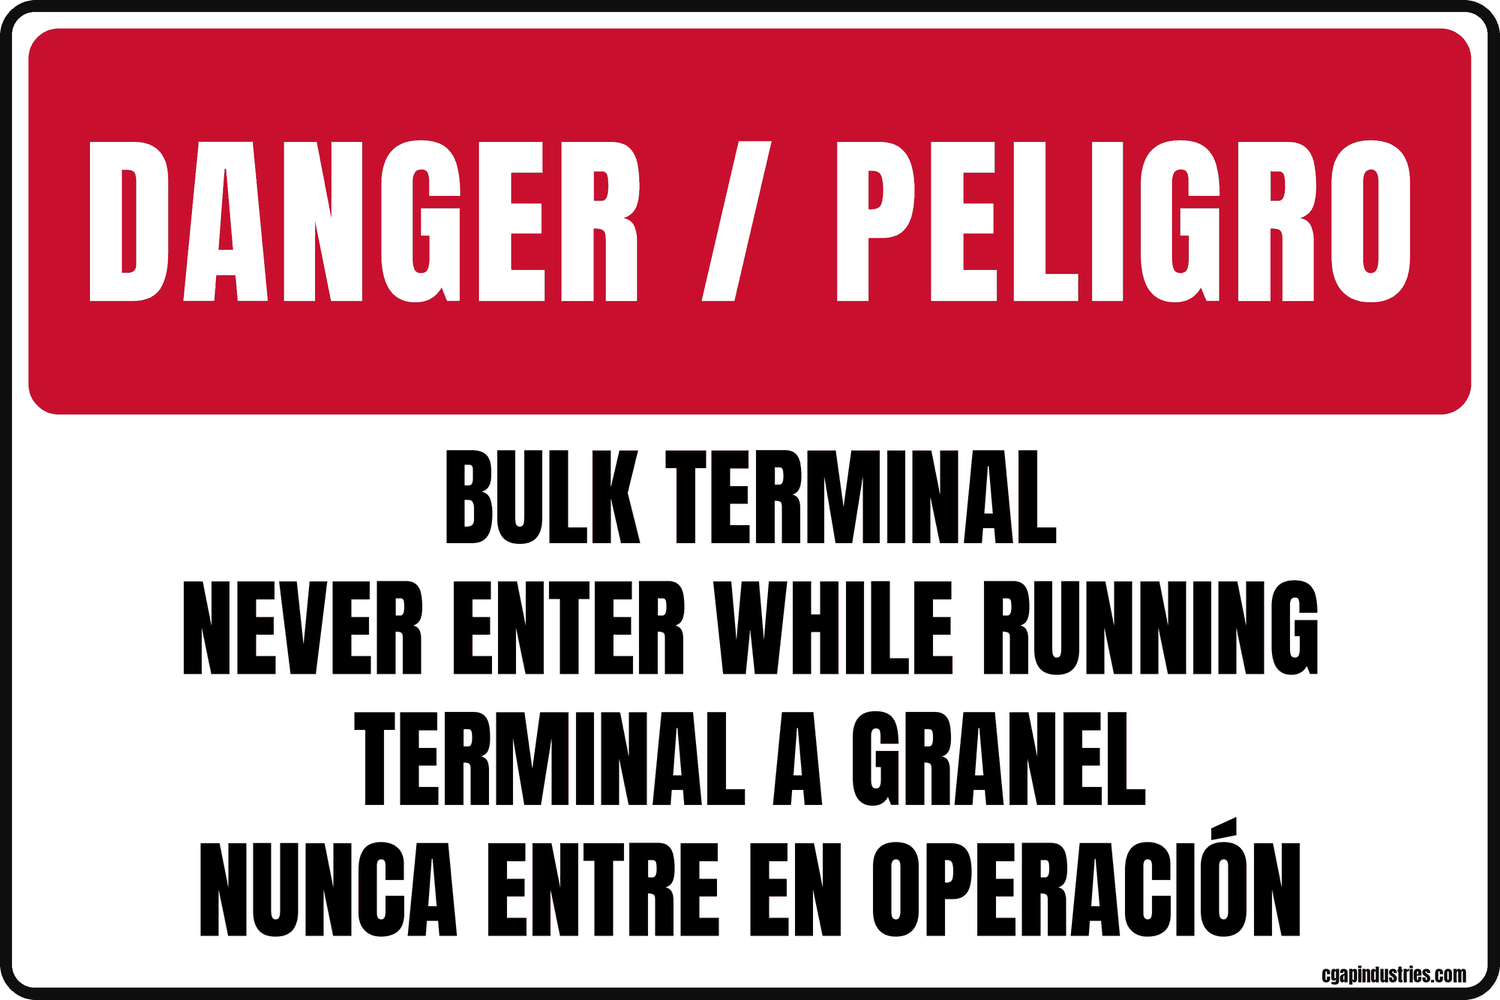 DANGER / PELIGRO
BULK TERMINAL
NEVER ENTER WHILE RUNNING
TERMINAL A GRANEL
NUNCA ENTRE EN OPERACIÓN
cgapindustries.com